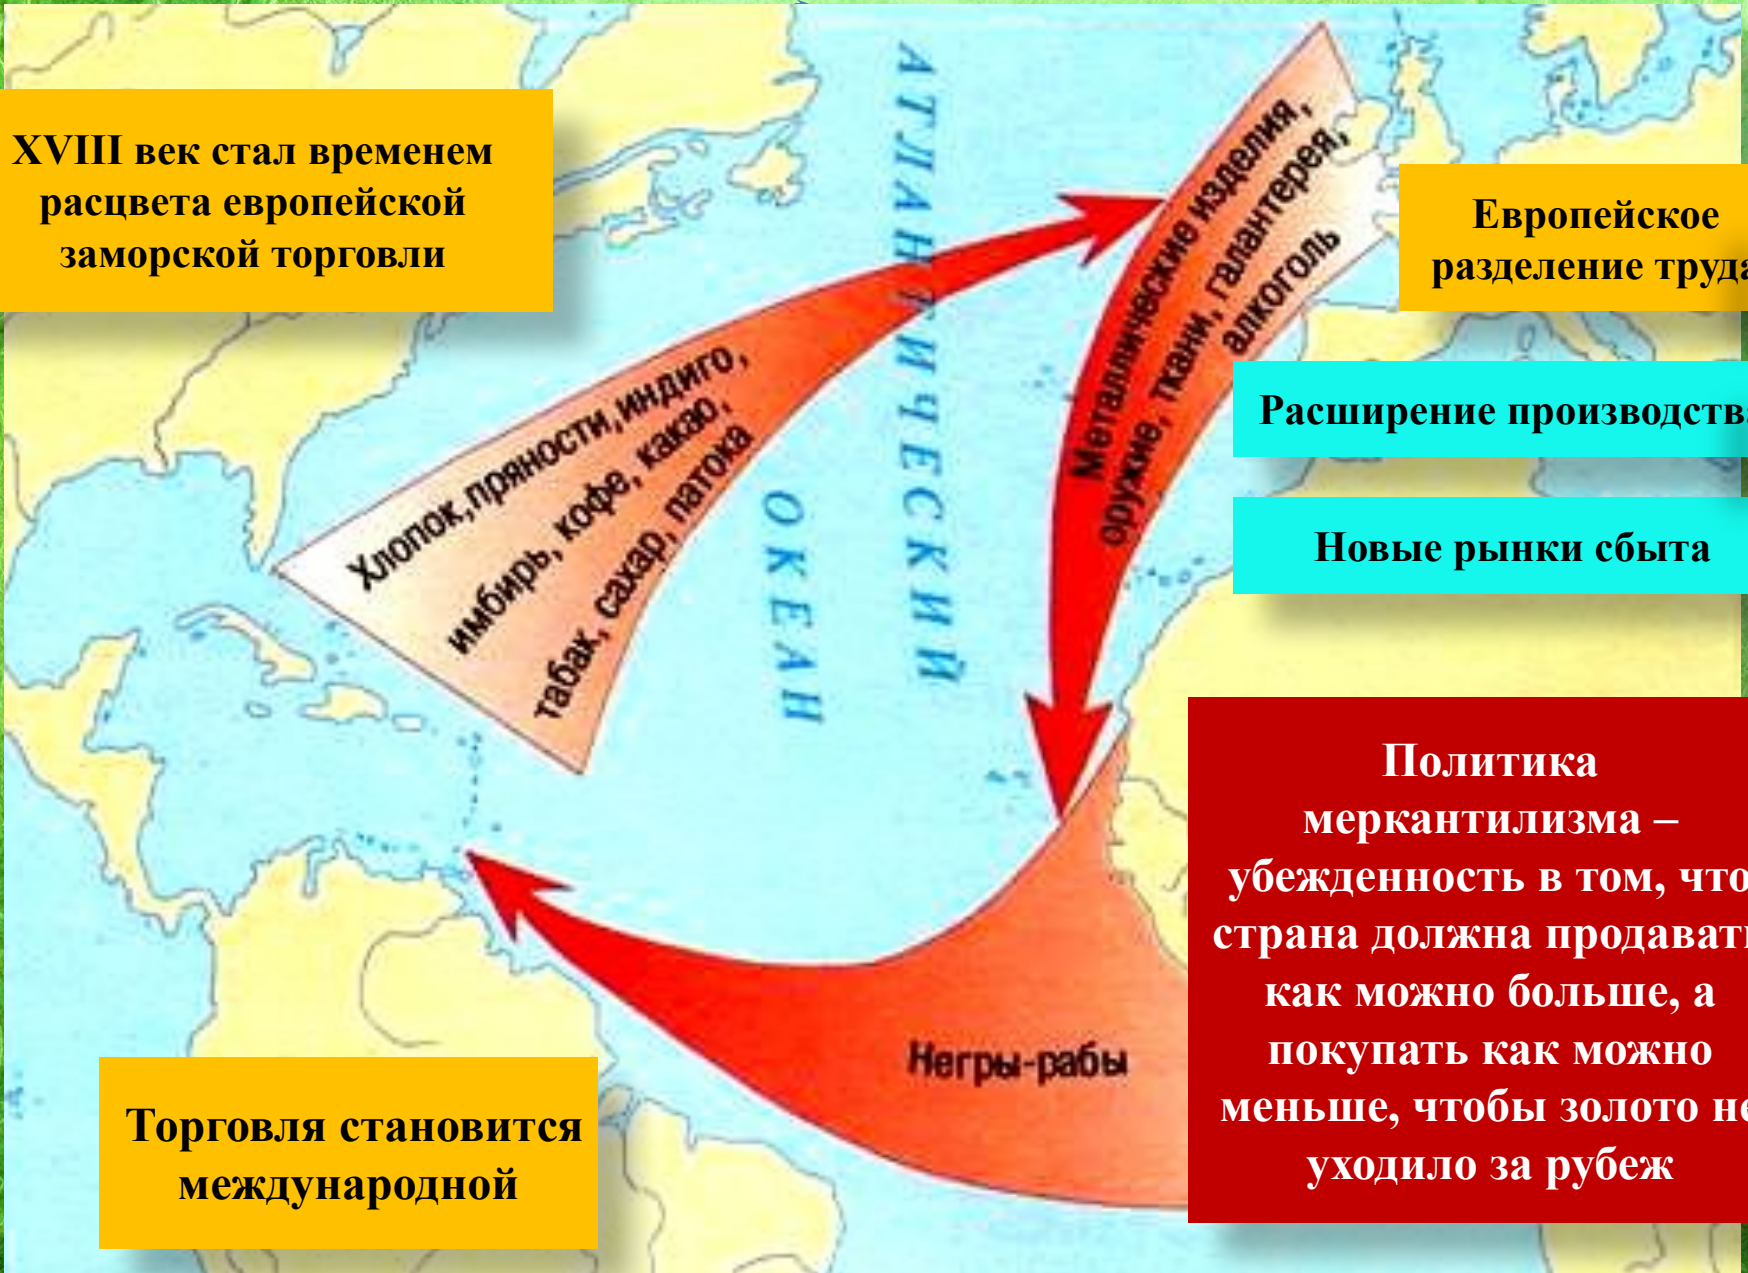 XVIII век стал временем
расцвета европейской
заморской торговли
АТЛАНТИЧЕСКИЙ
ОКЕАН
Металлические изделия,
оружие, ткани, галантерея,
алкоголь
Хлопок, пряности, индиго,
имбирь, кофе, какао,
табак, сахар, патока
Негры-рабы
Европейское
разделение труда
Расширение производства
Новые рынки сбыта
Политика
меркантилизма –
убежденность в том, что
страна должна продавать
как можно больше, а
покупать как можно
меньше, чтобы золото не
уходило за рубеж
Торговля становится
международной